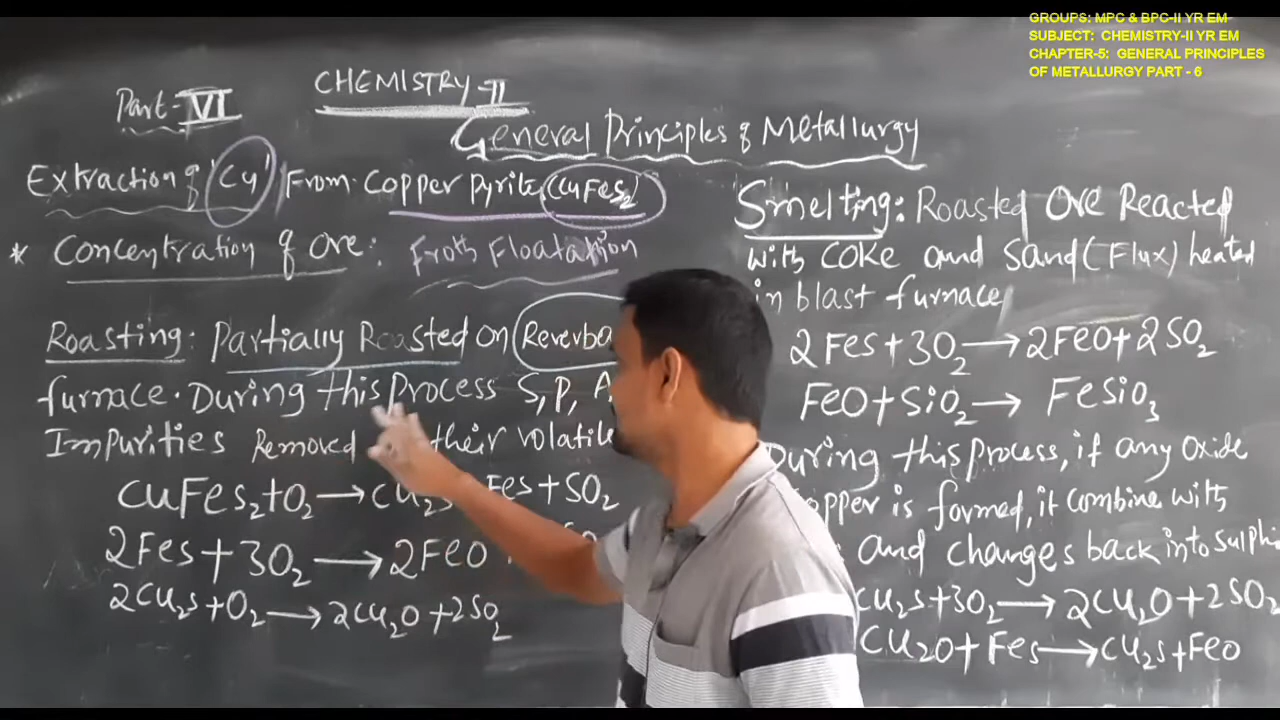 GROUPS: MPC & BPC-II YR EM
SUBJECT: CHEMISTRY-II YR EM
CHAPTER-5: GENERAL PRINCIPLES
OF METALLURGY PART - 6
Part-VI
CHEMISTRY-II
General Principles of Metallurgy
Extraction of 'Cu' From Copper Pyrite (CuFeS₂)
* Concentration of Ore: Froth Floatation
Roasting: Partially Roasted on Reverba
furnace. During this Process S, P, A
Impurities Removed their volatile
CuFeS₂+O₂→Cu₂S FeS+SO₂
2FeS+3O₂→2FeO
2Cu₂S+O₂→2Cu₂O+2SO₂
Smelting: Roasted Ore Reacted
with coke and Sand (Flux) heated
in blast furnace
2FeS+3O₂→2FeO+2SO₂
FeO+SiO₂→FeSiO₃
During this Process, if any Oxide
opper is formed, it combine with
and changes back into sulphi
Cu₂S+3O₂→2Cu₂O+2SO₂
Cu₂O+FeS→Cu₂S+FeO